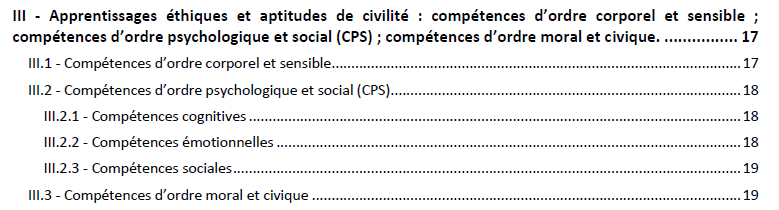 III - Apprentissages éthiques et aptitudes de civilité : compétences d’ordre corporel et sensible ;
compétences d’ordre psychologique et social (CPS) ; compétences d’ordre moral et civique. ................ 17
III.1 - Compétences d’ordre corporel et sensible........................................................................................ 17
III.2 - Compétences d’ordre psychologique et social (CPS)........................................................................ 18
III.2.1 - Compétences cognitives ............................................................................................................ 18
III.2.2 - Compétences émotionnelles ..................................................................................................... 18
III.2.3 - Compétences sociales................................................................................................................ 19
III.3 - Compétences d’ordre moral et civique ............................................................................................ 19